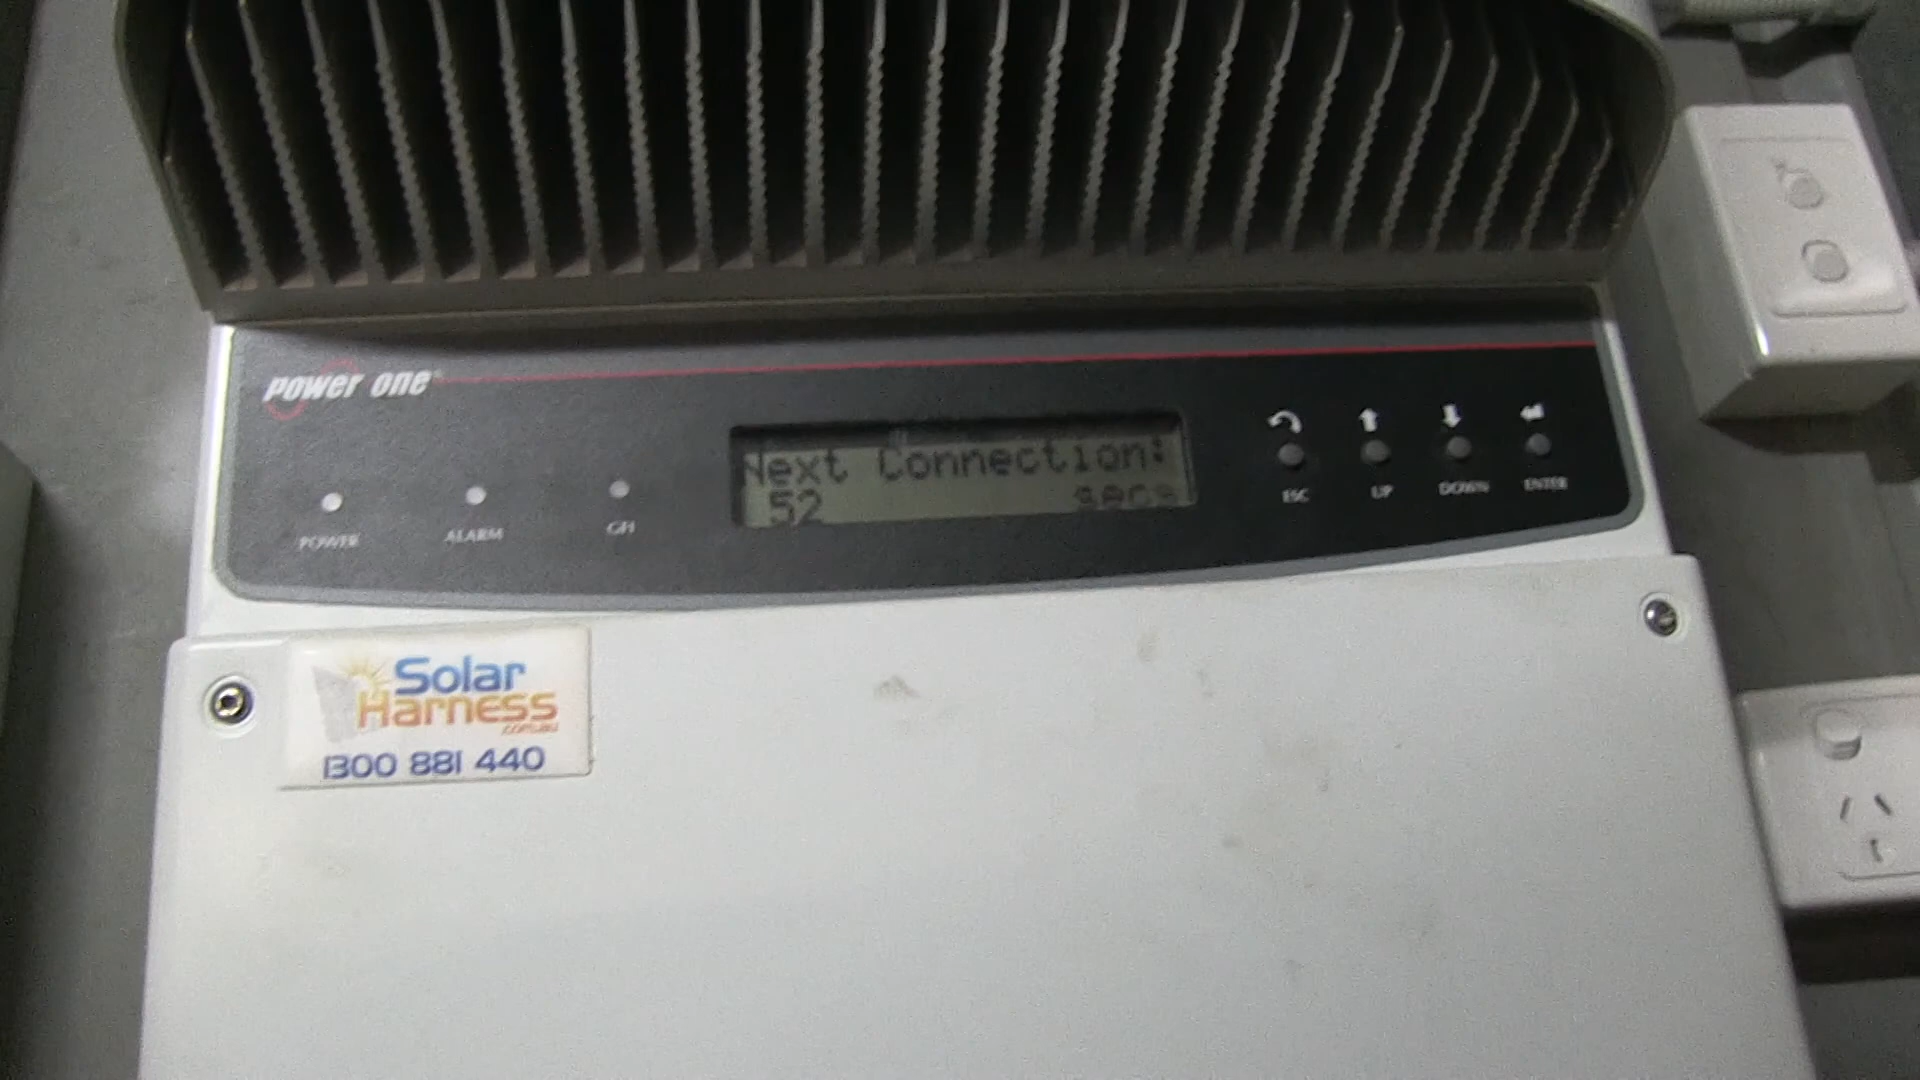 power one
Next Connection:
52 secs
POWER
ALARM
GFI
ESC
UP
DOWN
ENTER
Solar
Harness
.com.au
1300 881 440